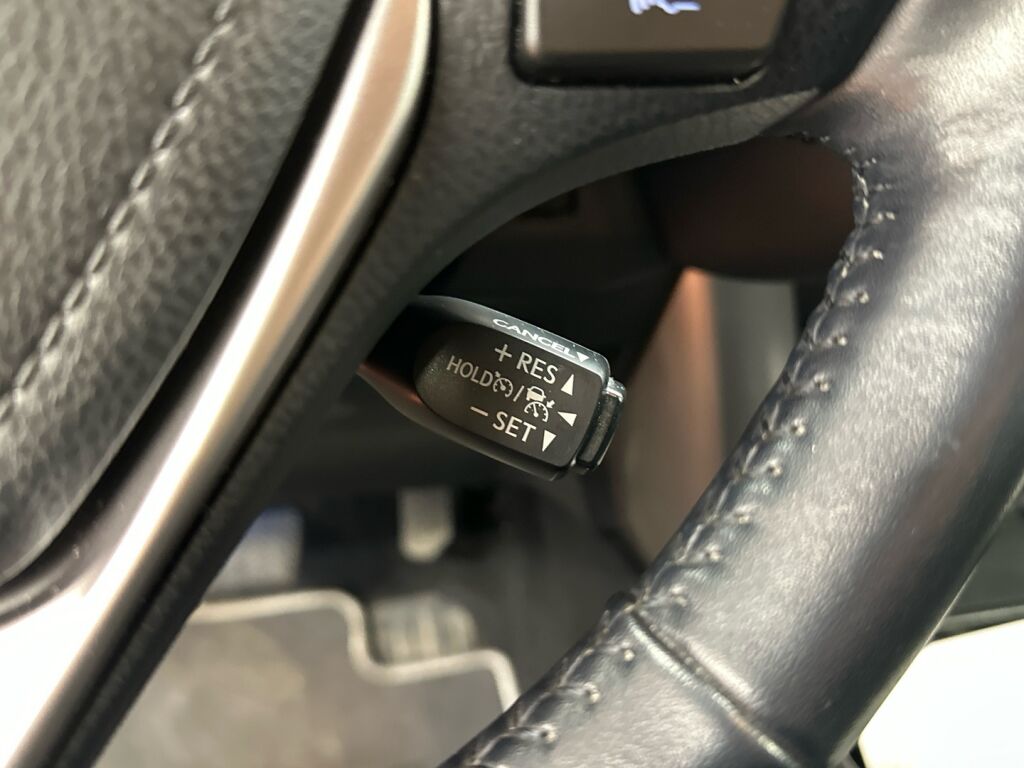 CANCEL▼
+ RES ▲
HOLD / ◀
− SET ▼